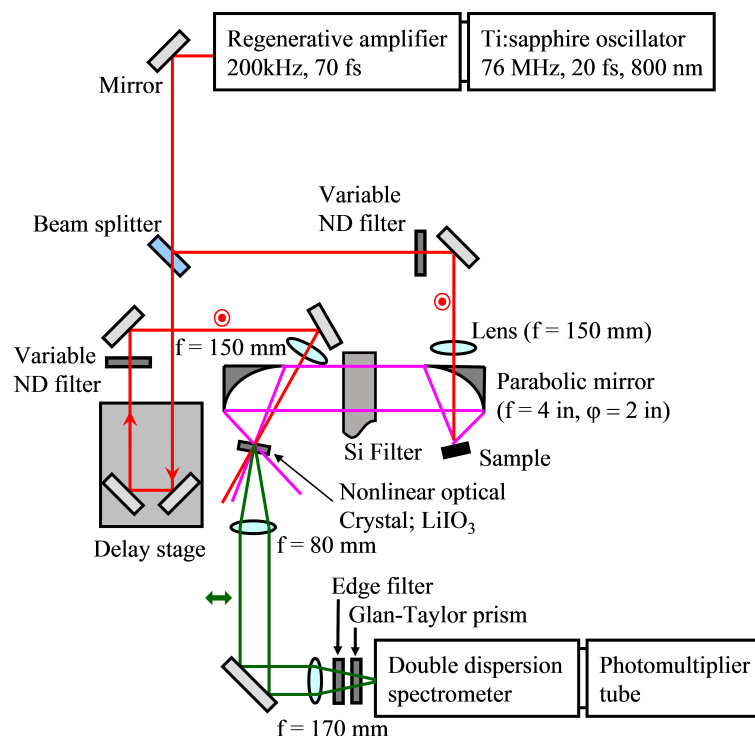 Regenerative amplifier
200kHz, 70 fs
Ti:sapphire oscillator
76 MHz, 20 fs, 800 nm
Mirror
Variable
ND filter
Beam splitter
Lens (f = 150 mm)
f = 150 mm
Variable
ND filter
Parabolic mirror
(f = 4 in, φ = 2 in)
Si Filter
Sample
Nonlinear optical
Crystal; LiIO₃
Delay stage
f = 80 mm
Edge filter
Glan-Taylor prism
Double dispersion
spectrometer
Photomultiplier
tube
f = 170 mm